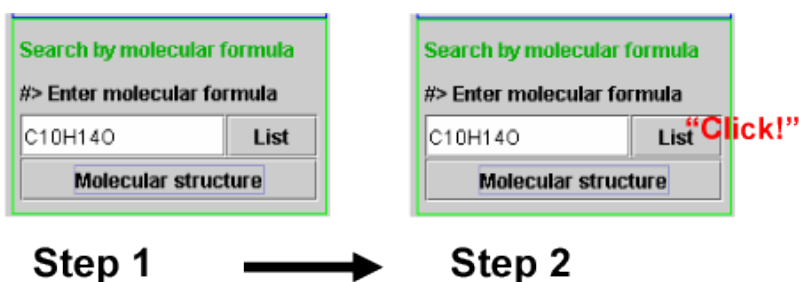 Search by molecular formula
#> Enter molecular formula
C10H14O List
Molecular structure
Search by molecular formula
#> Enter molecular formula
C10H14O List "Click!"
Molecular structure
Step 1
Step 2